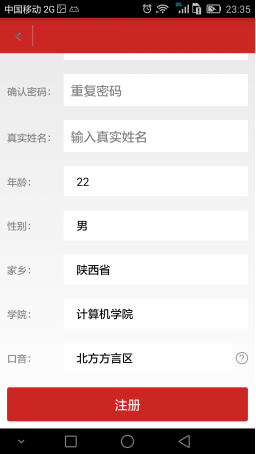 中国移动 2G 23:35
确认密码: 重复密码
真实姓名: 输入真实姓名
年龄: 22
性别: 男
家乡: 陕西省
学院: 计算机学院
口音: 北方方言区 ?
注册